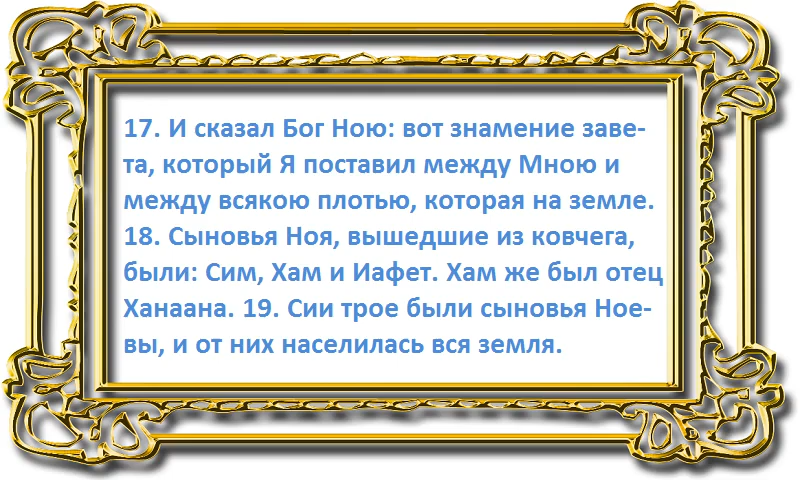 17. И сказал Бог Ною: вот знамение заве-
та, который Я поставил между Мною и
между всякою плотью, которая на земле.
18. Сыновья Ноя, вышедшие из ковчега,
были: Сим, Хам и Иафет. Хам же был отец
Ханаана. 19. Сии трое были сыновья Ное-
вы, и от них населилась вся земля.